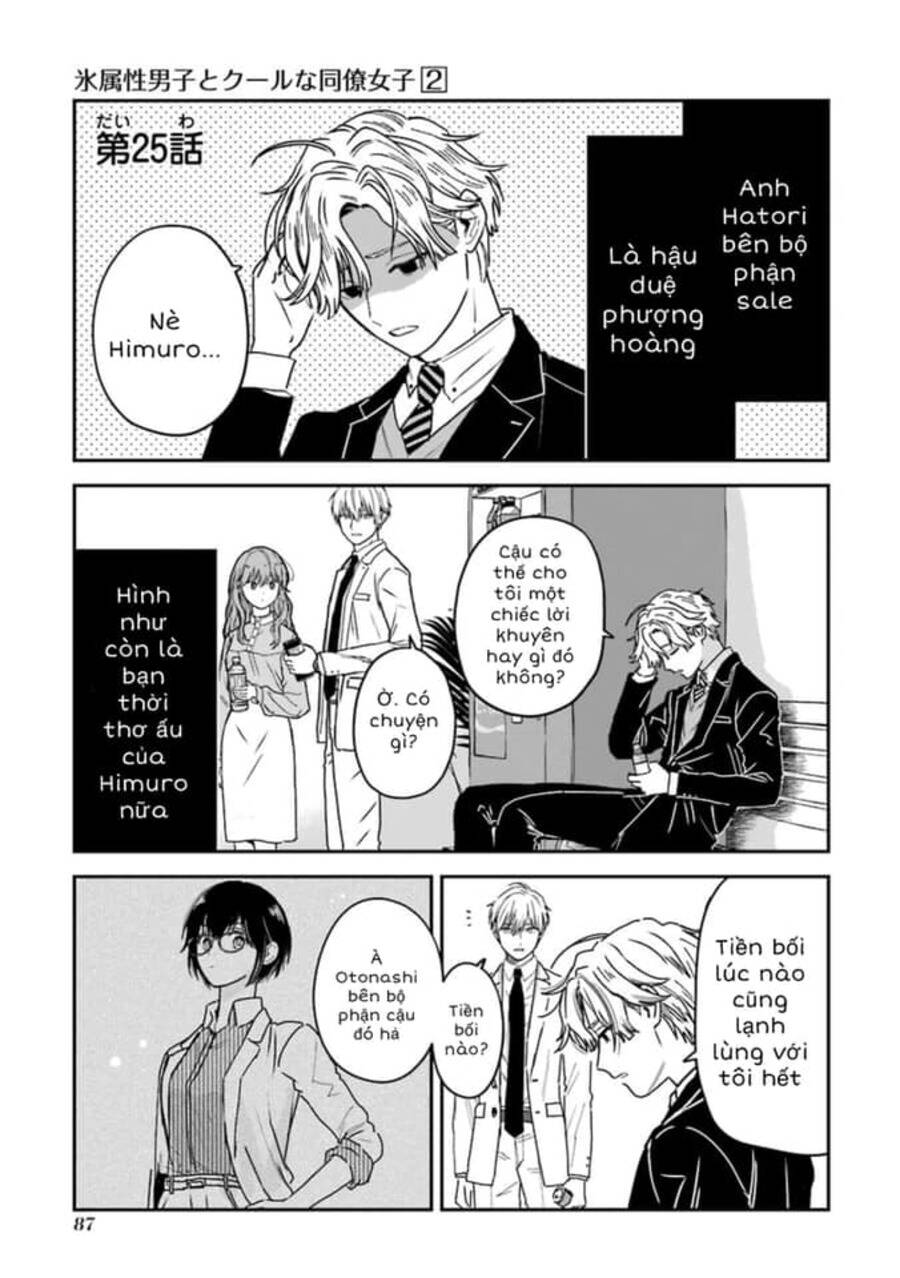 氷属性男子とクールな同僚女子 2
だい わ
第25話
Anh
Hatori
bên bộ
phận
sale
Là hậu
duệ
phượng
hoàng
Nè
Himuro...
Cậu có
thể cho
tôi một
chiếc lời
khuyên
hay gì đó
không?
Ờ. Có
chuyện
gì?
Hình
như
còn là
bạn
thời
thơ ấu
của
Himuro
nữa
Tiền bối
lúc nào
cũng
lạnh
lùng với
tôi hết
Tiền
bối
nào?
À
Otonashi
bên bộ
phận cậu
đó hả
87